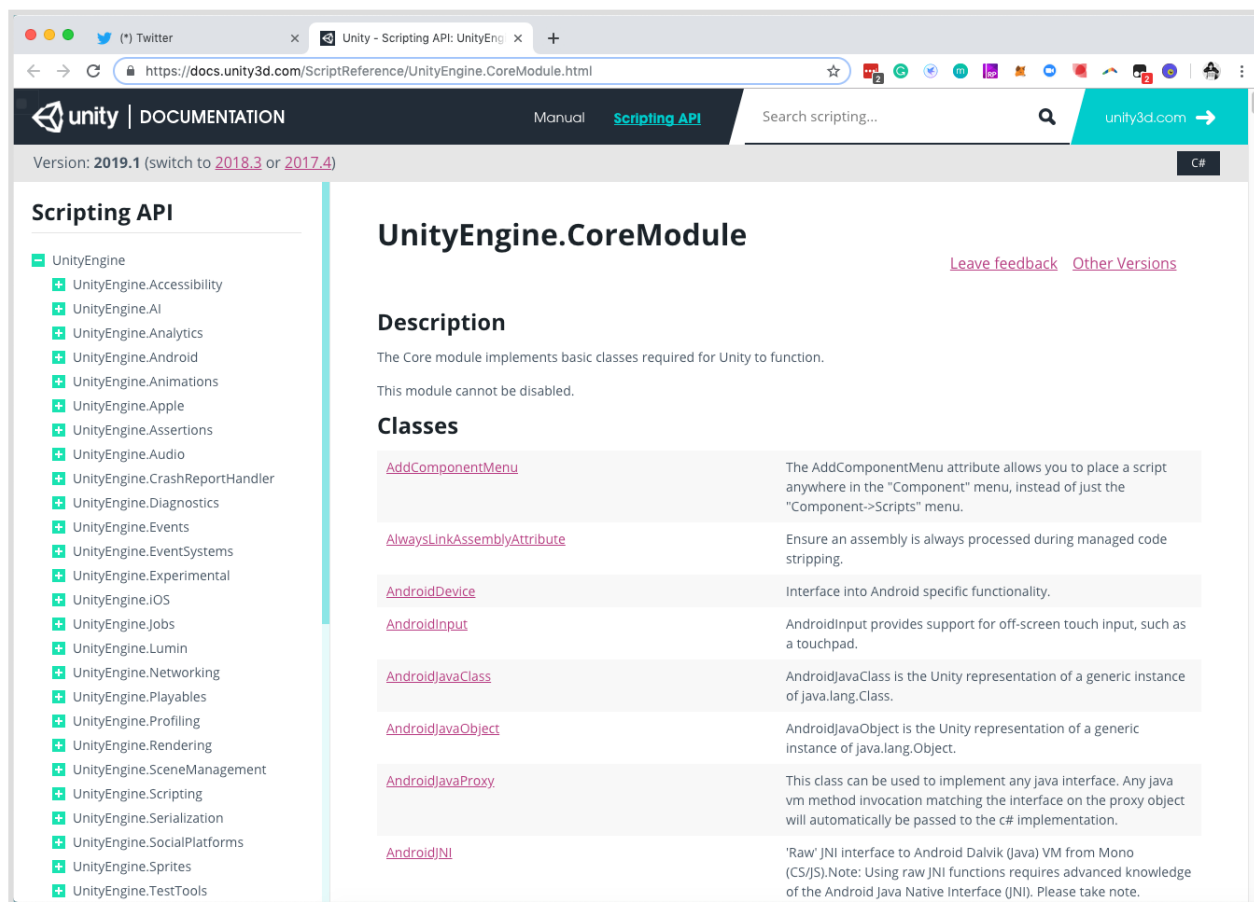 (*) Twitter
Unity - Scripting API: UnityEng
https://docs.unity3d.com/ScriptReference/UnityEngine.CoreModule.html
2
RP
2
unity | DOCUMENTATION
Manual
Scripting API
Search scripting...
unity3d.com
Version: 2019.1 (switch to 2018.3 or 2017.4)
C#
Scripting API
UnityEngine
UnityEngine.Accessibility
UnityEngine.AI
UnityEngine.Analytics
UnityEngine.Android
UnityEngine.Animations
UnityEngine.Apple
UnityEngine.Assertions
UnityEngine.Audio
UnityEngine.CrashReportHandler
UnityEngine.Diagnostics
UnityEngine.Events
UnityEngine.EventSystems
UnityEngine.Experimental
UnityEngine.iOS
UnityEngine.Jobs
UnityEngine.Lumin
UnityEngine.Networking
UnityEngine.Playables
UnityEngine.Profiling
UnityEngine.Rendering
UnityEngine.SceneManagement
UnityEngine.Scripting
UnityEngine.Serialization
UnityEngine.SocialPlatforms
UnityEngine.Sprites
UnityEngine.TestTools
UnityEngine.CoreModule
Leave feedback
Other Versions
Description
The Core module implements basic classes required for Unity to function.
This module cannot be disabled.
Classes
AddComponentMenu
The AddComponentMenu attribute allows you to place a script
anywhere in the "Component" menu, instead of just the
"Component->Scripts" menu.
AlwaysLinkAssemblyAttribute
Ensure an assembly is always processed during managed code
stripping.
AndroidDevice
Interface into Android specific functionality.
AndroidInput
AndroidInput provides support for off-screen touch input, such as
a touchpad.
AndroidJavaClass
AndroidJavaClass is the Unity representation of a generic instance
of java.lang.Class.
AndroidJavaObject
AndroidJavaObject is the Unity representation of a generic
instance of java.lang.Object.
AndroidJavaProxy
This class can be used to implement any java interface. Any java
vm method invocation matching the interface on the proxy object
will automatically be passed to the c# implementation.
AndroidJNI
'Raw' JNI interface to Android Dalvik (Java) VM from Mono
(CS/JS).Note: Using raw JNI functions requires advanced knowledge
of the Android Java Native Interface (JNI). Please take note.